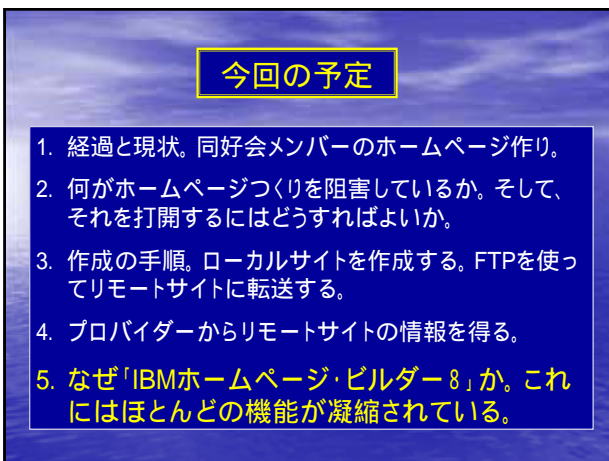 今回の予定
1. 経過と現状。同好会メンバーのホームページ作り。
2. 何がホームページつくりを阻害しているか。そして、
それを打開するにはどうすればよいか。
3. 作成の手順。ローカルサイトを作成する。FTPを使っ
てリモートサイトに転送する。
4. プロバイダーからリモートサイトの情報を得る。
5. なぜ「IBMホームページ・ビルダー８」か。これ
にはほとんどの機能が凝縮されている。